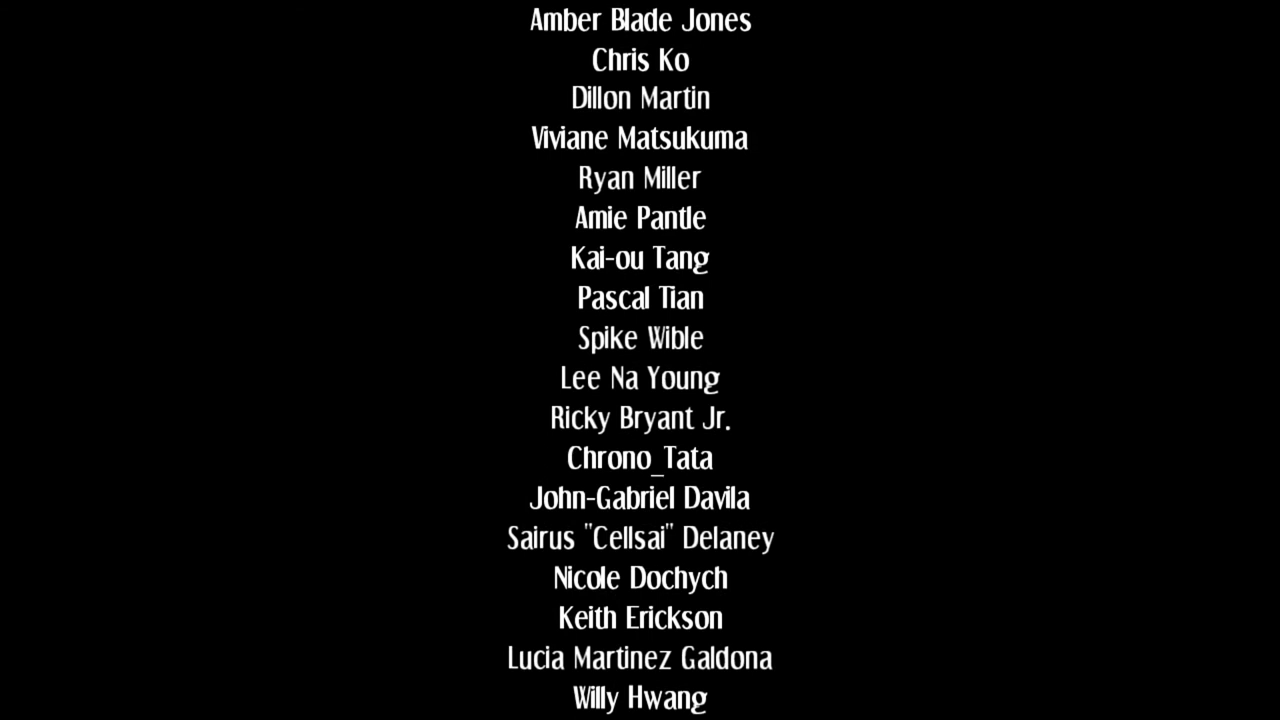 Amber Blade Jones
Chris Ko
Dillon Martin
Viviane Matsukuma
Ryan Miller
Amie Pantle
Kai-ou Tang
Pascal Tian
Spike Wible
Lee Na Young
Ricky Bryant Jr.
Chrono_Tata
John-Gabriel Davila
Sairus "Cellsai" Delaney
Nicole Dochych
Keith Erickson
Lucia Martinez Galdona
Willy Hwang